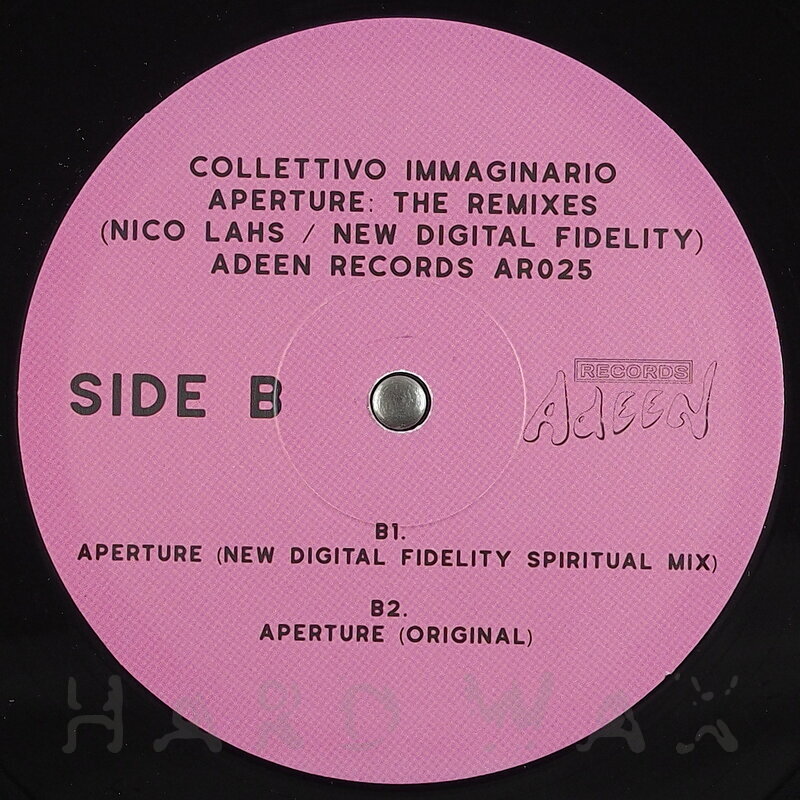 COLLETTIVO IMMAGINARIO
APERTURE: THE REMIXES
(NICO LAHS / NEW DIGITAL FIDELITY)
ADEEN RECORDS AR025
SIDE B
RECORDS
AdEEN
B1.
APERTURE (NEW DIGITAL FIDELITY SPIRITUAL MIX)
B2.
APERTURE (ORIGINAL)
HARD WAX